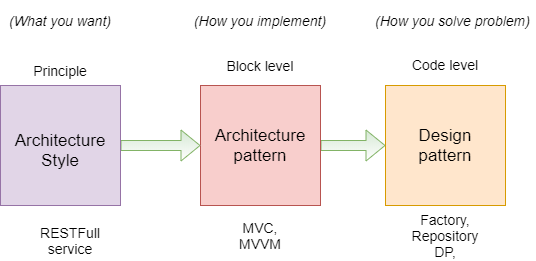 (What you want)
(How you implement)
(How you solve problem)
Principle
Block level
Code level
Architecture
Style
Architecture
pattern
Design
pattern
RESTFull
service
MVC,
MVVM
Factory,
Repository
DP,